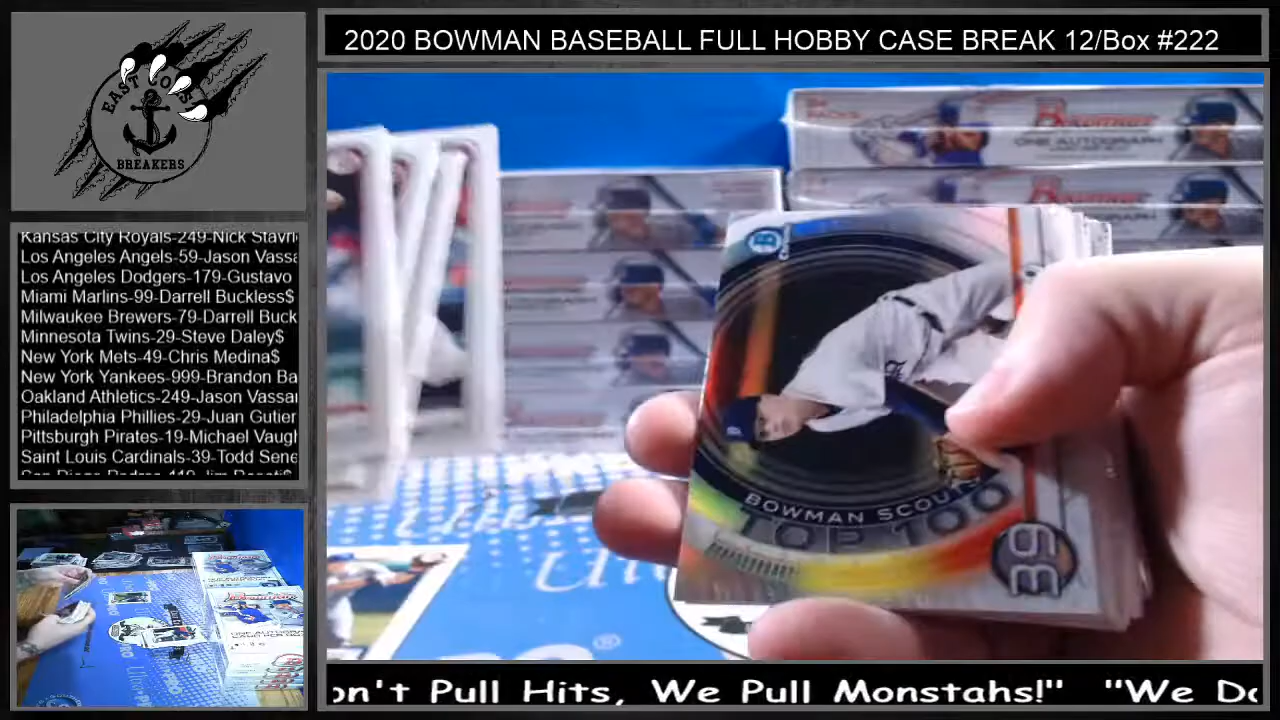 2020 BOWMAN BASEBALL FULL HOBBY CASE BREAK 12/Box #222
EAST COAST
BREAKERS
Kansas City Royals-249-Nick Stavri
Los Angeles Angels-59-Jason Vassa
Los Angeles Dodgers-179-Gustavo
Miami Marlins-99-Darrell Buckless$
Milwaukee Brewers-79-Darrell Buck
Minnesota Twins-29-Steve Daley$
New York Mets-49-Chris Medina$
New York Yankees-999-Brandon Ba
Oakland Athletics-249-Jason Vassar
Philadelphia Phillies-29-Juan Gutier
Pittsburgh Pirates-19-Michael Vaugh
Saint Louis Cardinals-39-Todd Sene
Bowman
ONE AUTOGRAPH
BOWMAN SCOUTS
TOP 100
on't Pull Hits, We Pull Monstahs!" "We Do